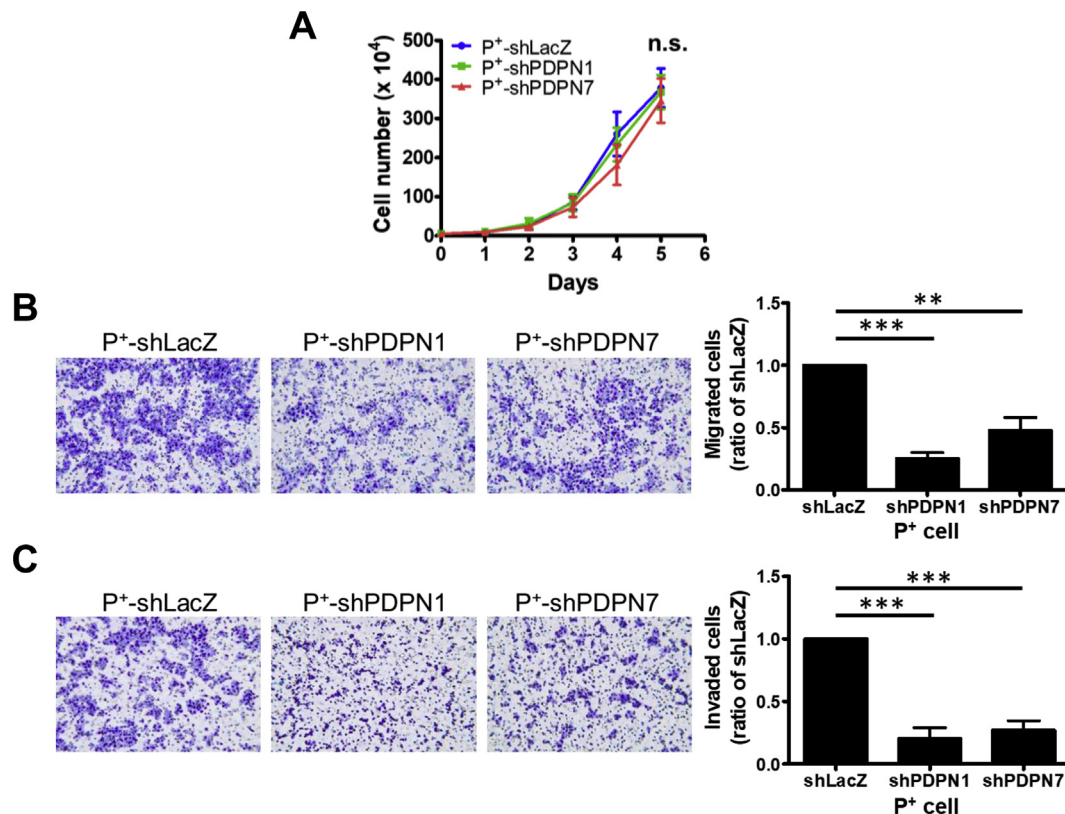 A
500
400
300
200
100
0
Cell number (x 10⁴)
P⁺-shLacZ
P⁺-shPDPN1
P⁺-shPDPN7
n.s.
0 1 2 3 4 5 6
Days
B
P⁺-shLacZ P⁺-shPDPN1 P⁺-shPDPN7
Migrated cells
(ratio of shLacZ)
1.5
1.0
0.5
0.0
**
***
shLacZ shPDPN1 shPDPN7
P⁺ cell
C
P⁺-shLacZ P⁺-shPDPN1 P⁺-shPDPN7
Invaded cells
(ratio of shLacZ)
1.5
1.0
0.5
0.0
***
***
shLacZ shPDPN1 shPDPN7
P⁺ cell